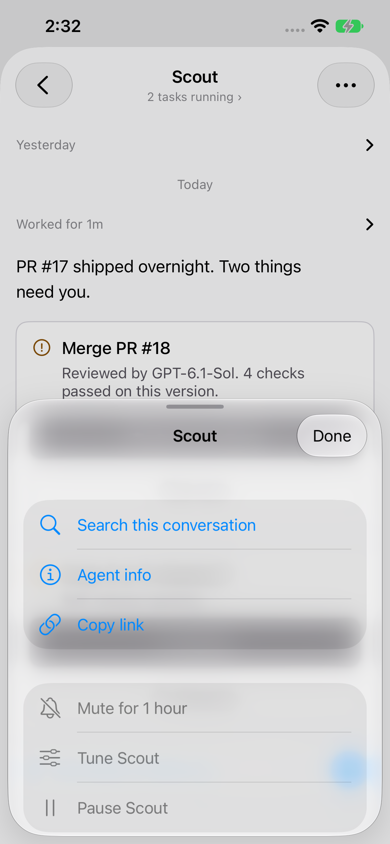 2:32
Scout
2 tasks running ›
Yesterday
Today
Worked for 1m
PR #17 shipped overnight. Two things
need you.
Merge PR #18
Reviewed by GPT-6.1-Sol. 4 checks
passed on this version.
Scout
Done
Search this conversation
Agent info
Copy link
Mute for 1 hour
Tune Scout
Pause Scout